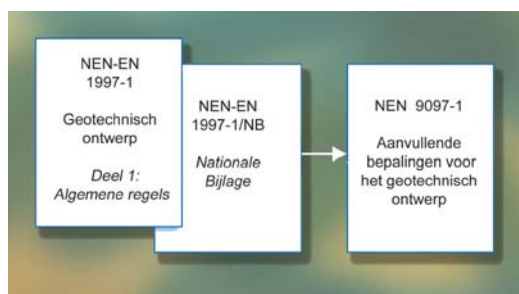 NEN-EN
1997-1
Geotechnisch
ontwerp
Deel 1:
Algemene regels
NEN-EN
1997-1/NB
Nationale
Bijlage
NEN 9097-1
Aanvullende
bepalingen voor
het geotechnisch
ontwerp